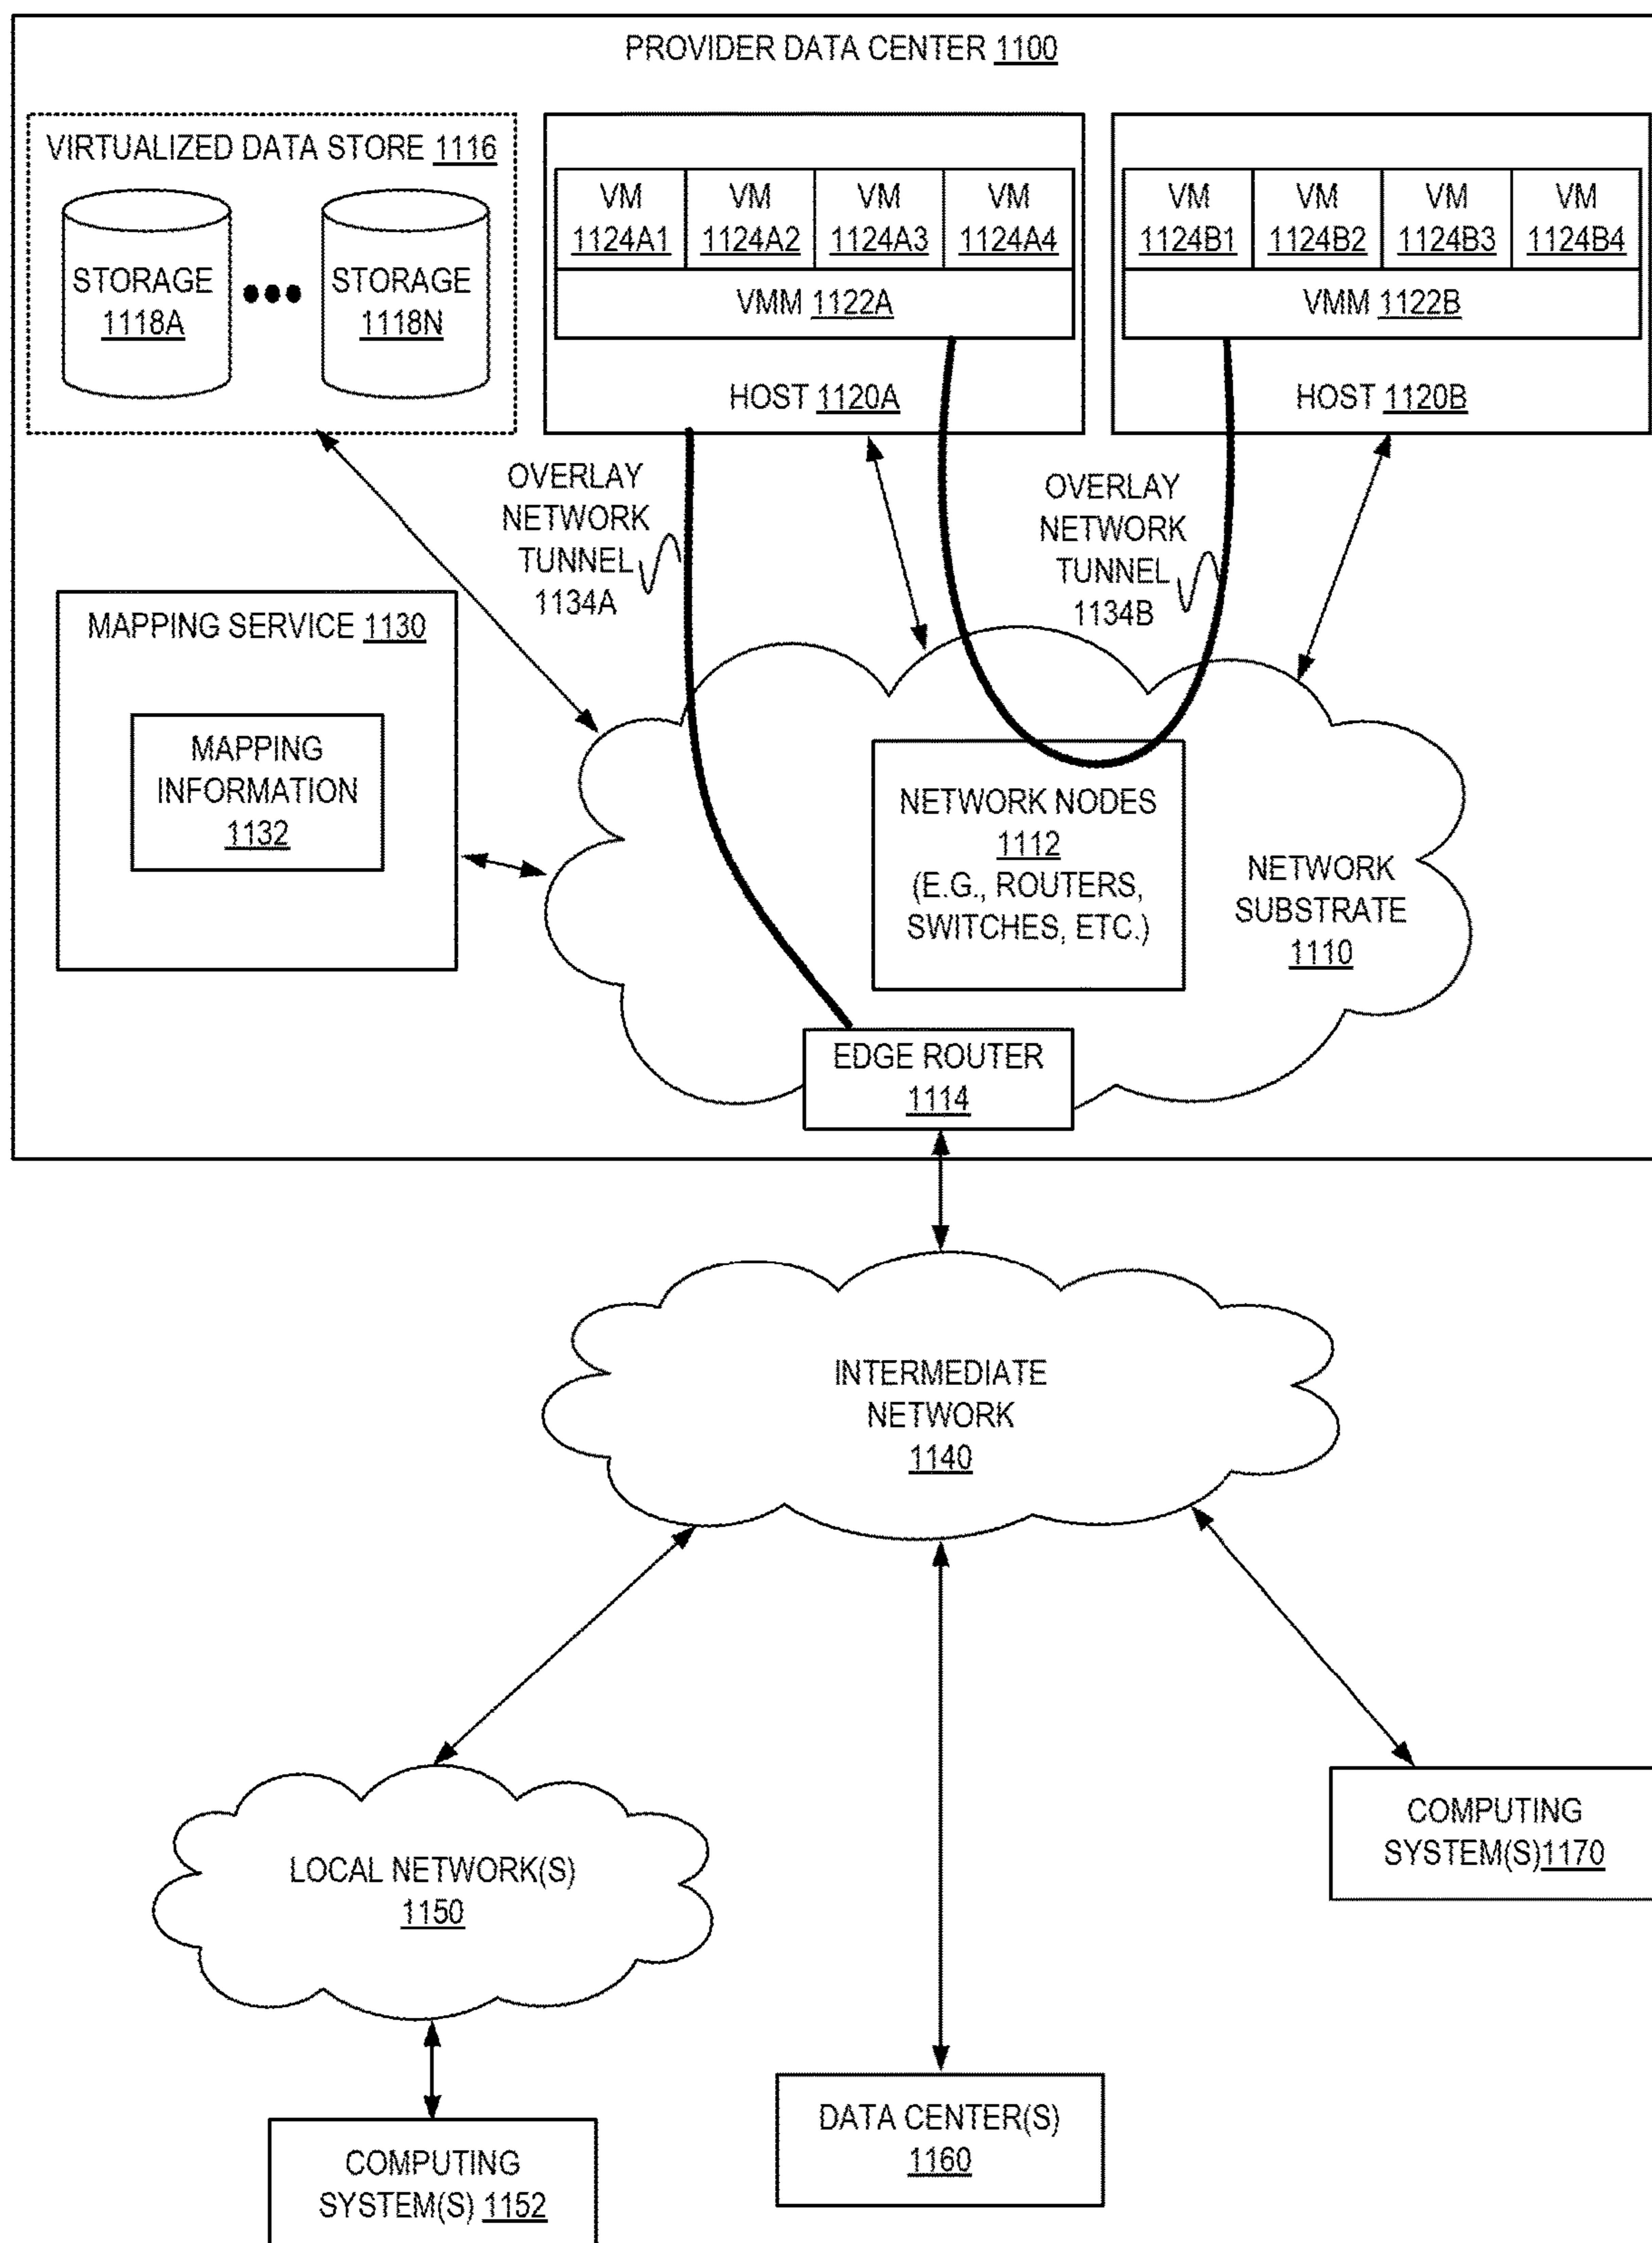 PROVIDER DATA CENTER 1100
VIRTUALIZED DATA STORE 1116
STORAGE
1118A
STORAGE
1118N
VM
1124A1
VM
1124A2
VM
1124A3
VM
1124A4
VMM 1122A
HOST 1120A
VM
1124B1
VM
1124B2
VM
1124B3
VM
1124B4
VMM 1122B
HOST 1120B
OVERLAY
NETWORK
TUNNEL
1134A
OVERLAY
NETWORK
TUNNEL
1134B
MAPPING SERVICE 1130
MAPPING
INFORMATION
1132
NETWORK NODES
1112
(E.G., ROUTERS,
SWITCHES, ETC.)
NETWORK
SUBSTRATE
1110
EDGE ROUTER
1114
INTERMEDIATE
NETWORK
1140
LOCAL NETWORK(S)
1150
COMPUTING
SYSTEM(S)1170
DATA CENTER(S)
1160
COMPUTING
SYSTEM(S) 1152